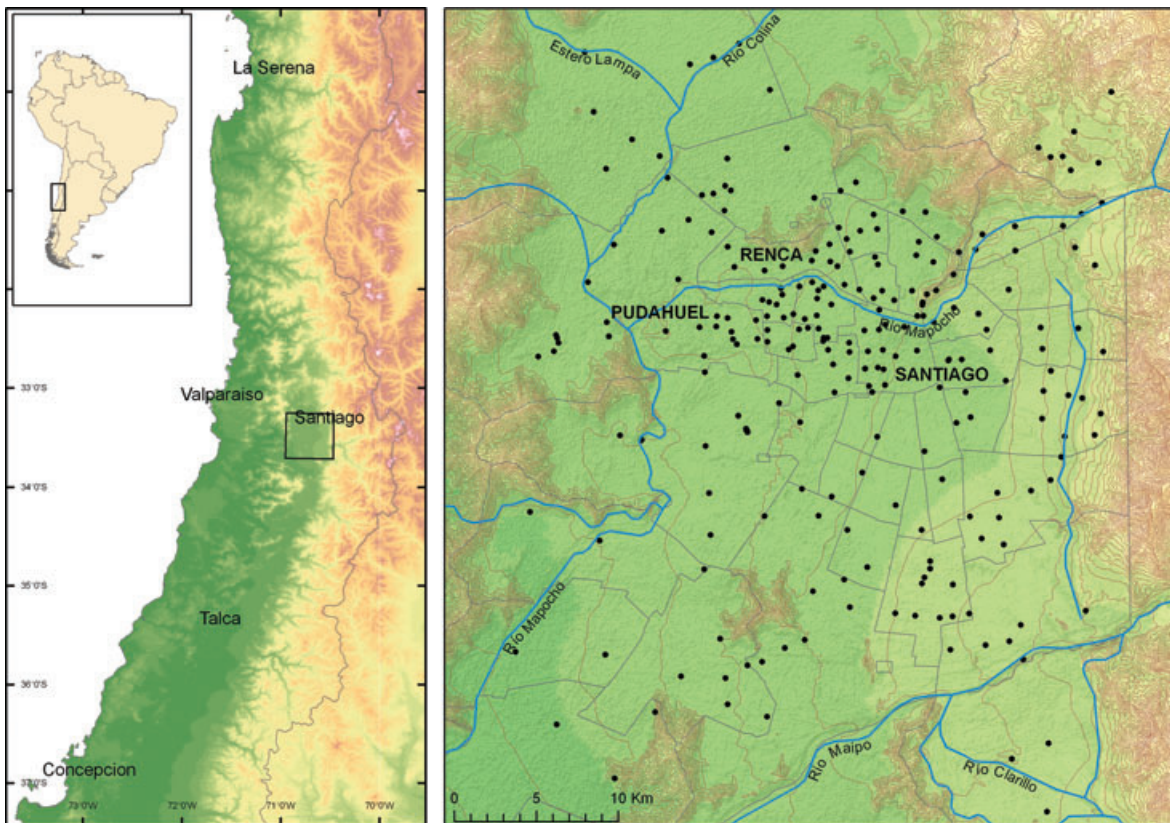 La Serena
Valparaiso
Santiago
Talca
Concepcion
33°0'S
34°0'S
35°0'S
36°0'S
37°0'S
73°0'W
72°0'W
71°0'W
70°0'W
Estero Lampa
Rio Colina
RENCA
PUDAHUEL
Rio Mapocho
SANTIAGO
Rio Mapocho
Rio Maipo
Rio Clarillo
0 5 10 Km